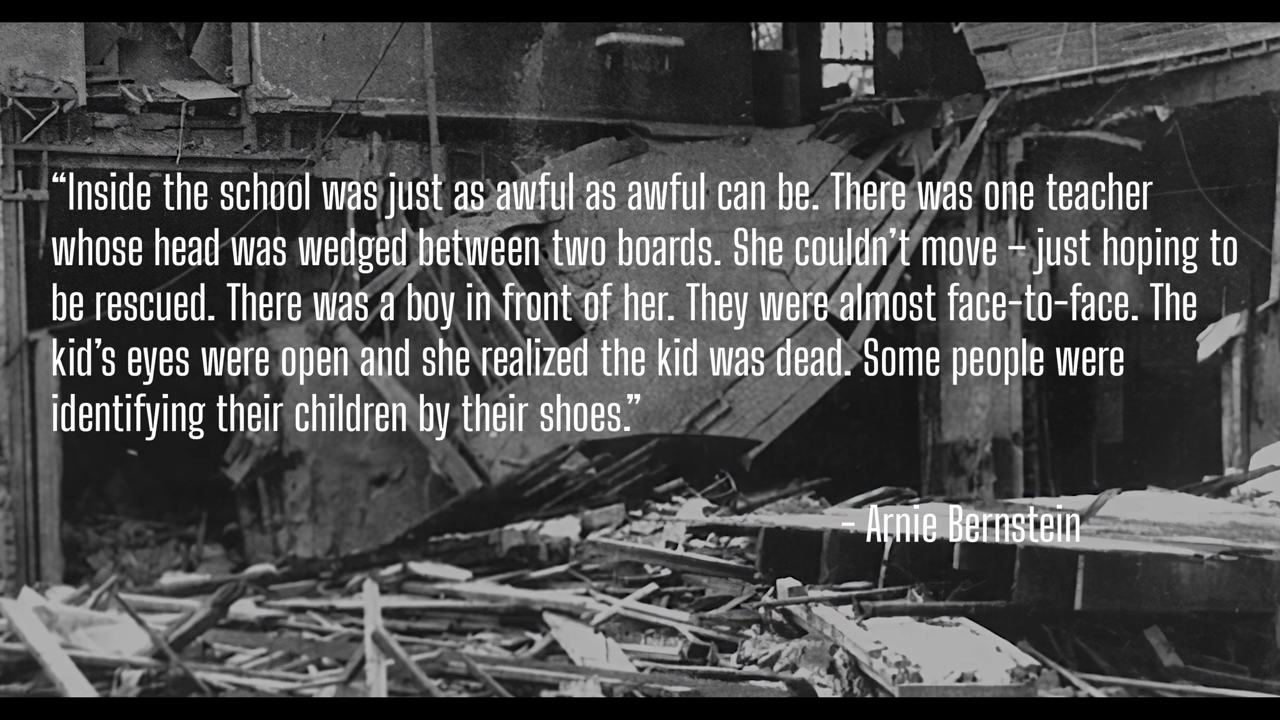 “Inside the school was just as awful as awful can be. There was one teacher
whose head was wedged between two boards. She couldn’t move – just hoping to
be rescued. There was a boy in front of her. They were almost face-to-face. The
kid’s eyes were open and she realized the kid was dead. Some people were
identifying their children by their shoes.”
- Arnie Bernstein